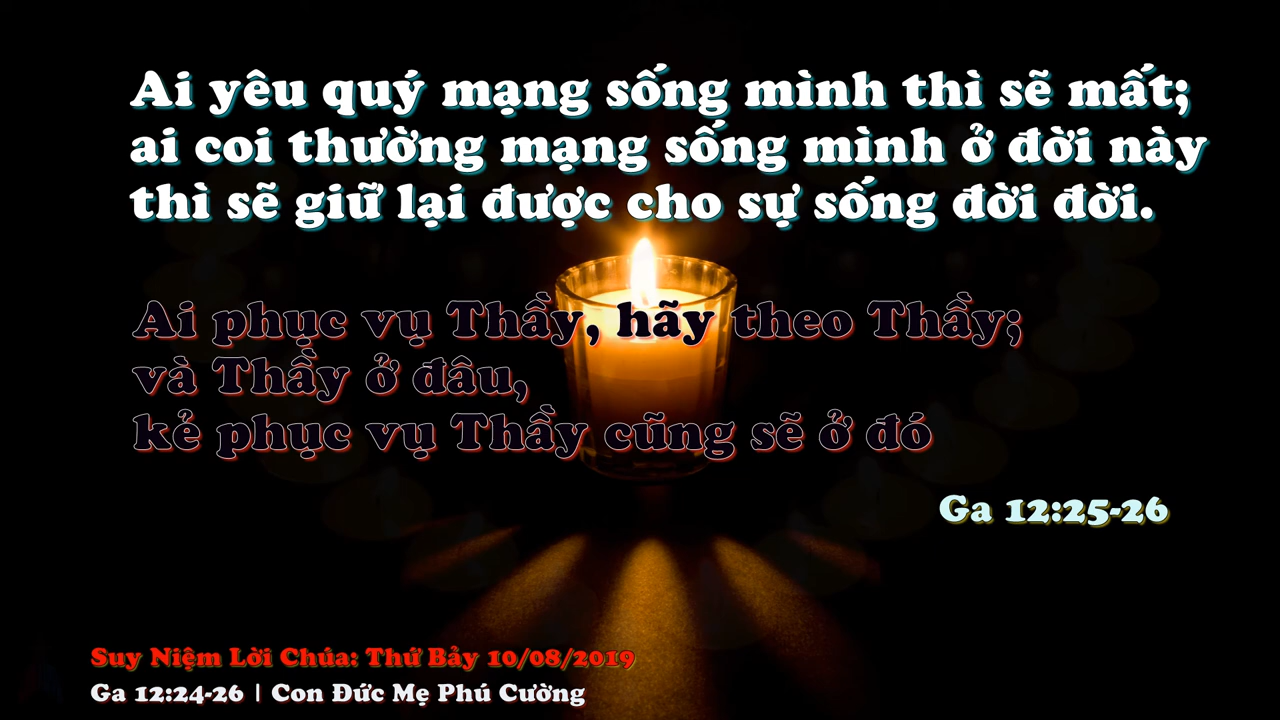 Ai yêu quý mạng sống mình thì sẽ mất;
ai coi thường mạng sống mình ở đời này
thì sẽ giữ lại được cho sự sống đời đời.
Ai phục vụ Thầy, hãy theo Thầy;
và Thầy ở đâu,
kẻ phục vụ Thầy cũng sẽ ở đó
Ga 12:25-26
Suy Niệm Lời Chúa: Thứ Bảy 10/08/2019
Ga 12:24-26 | Con Đức Mẹ Phú Cường